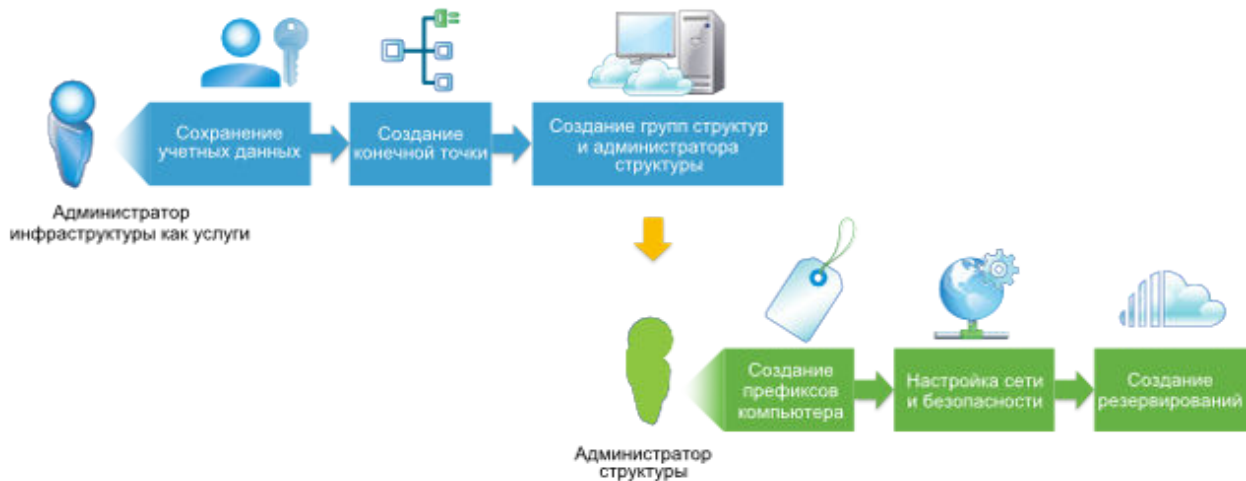 Сохранение
учетных данных
Создание
конечной точки
Создание групп структур
и администратора
структуры
Администратор
инфраструктуры как услуги
Создание
префиксов
компьютера
Настройка сети
и безопасности
Создание
резервирований
Администратор
структуры